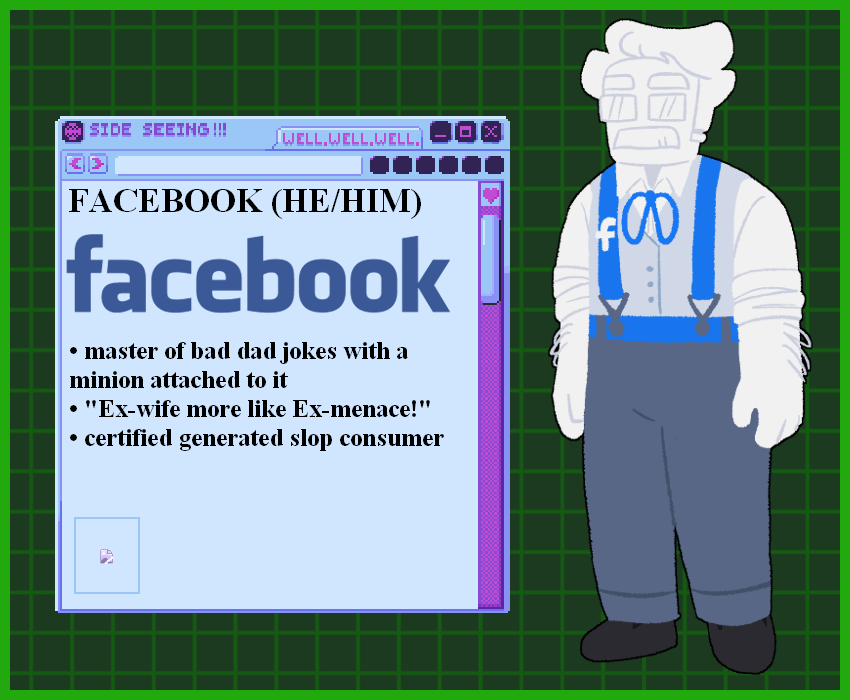 SIDE SEEING!!!
WELL.WELL.WELL.
FACEBOOK (HE/HIM)
facebook
• master of bad dad jokes with a
minion attached to it
• "Ex-wife more like Ex-menace!"
• certified generated slop consumer
f